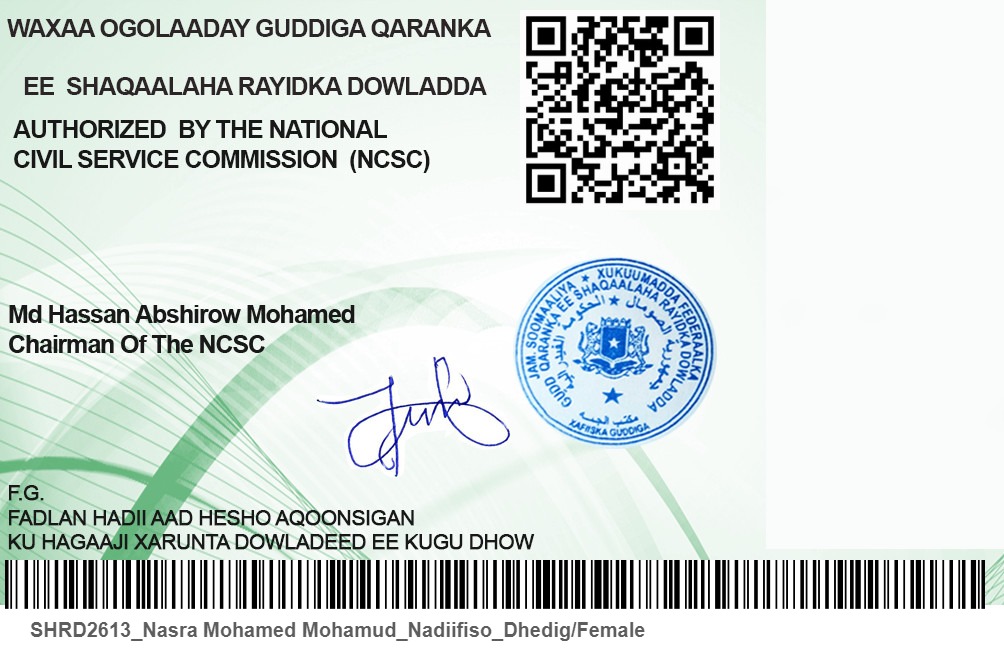 WAXAA OGOLAADAY GUDDIGA QARANKA
EE SHAQAALAHA RAYIDKA DOWLADDA
AUTHORIZED BY THE NATIONAL
CIVIL SERVICE COMMISSION (NCSC)
JAM. SOOMAALIYA ★ XUKUUMADDA FEDERAALKA
GUDD QARANKA EE SHAQAALAHA RAYIDKA DOWLADDA
XAFIISKA GUDDIGA
Md Hassan Abshirow Mohamed
Chairman Of The NCSC
F.G.
FADLAN HADII AAD HESHO AQOONSIGAN
KU HAGAAJI XARUNTA DOWLADEED EE KUGU DHOW
SHRD2613_Nasra Mohamed Mohamud_Nadiifiso_Dhedig/Female